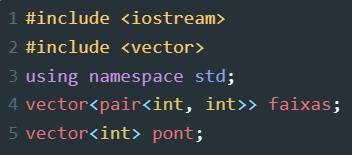 1 #include <iostream>
2 #include <vector>
3 using namespace std;
4 vector<pair<int, int>> faixas;
5 vector<int> pont;